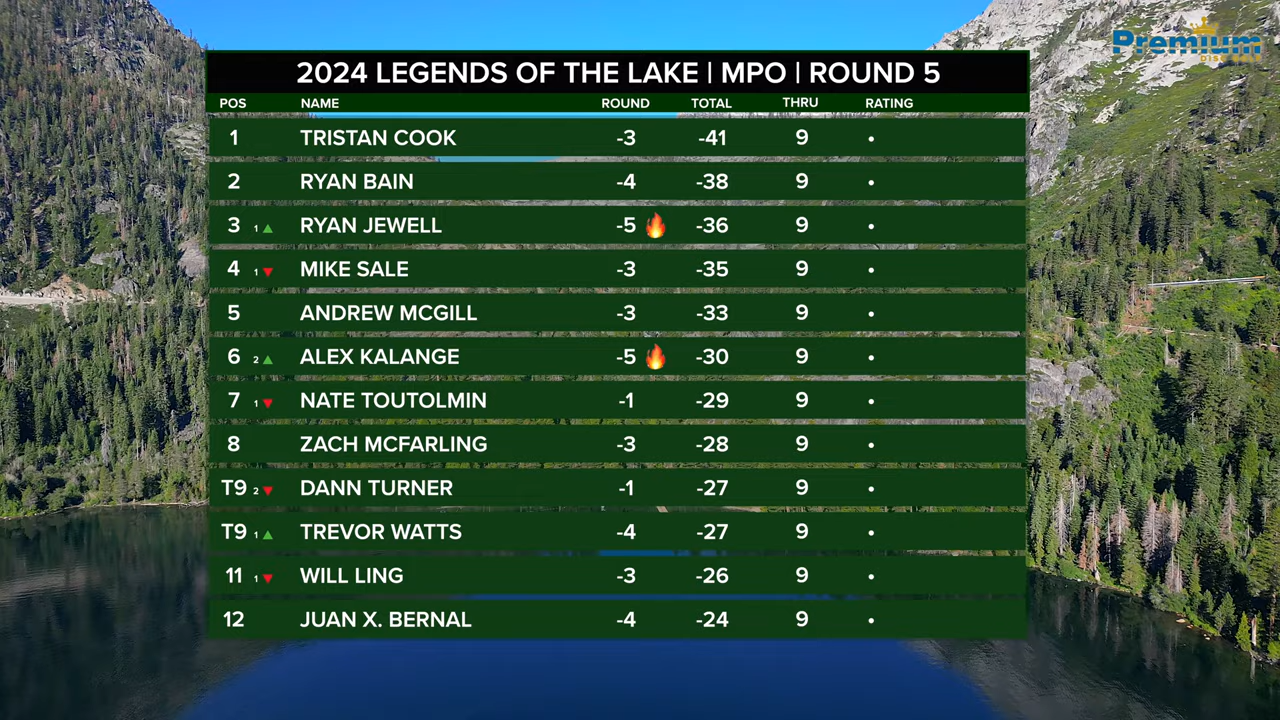 Premium
DISC GOLF
2024 LEGENDS OF THE LAKE | MPO | ROUND 5
POS NAME ROUND TOTAL THRU RATING
1 TRISTAN COOK -3 -41 9 •
2 RYAN BAIN -4 -38 9 •
3 1 ▲ RYAN JEWELL -5 🔥 -36 9 •
4 1 ▼ MIKE SALE -3 -35 9 •
5 ANDREW MCGILL -3 -33 9 •
6 2 ▲ ALEX KALANGE -5 🔥 -30 9 •
7 1 ▼ NATE TOUTOLMIN -1 -29 9 •
8 ZACH MCFARLING -3 -28 9 •
T9 2 ▼ DANN TURNER -1 -27 9 •
T9 1 ▲ TREVOR WATTS -4 -27 9 •
11 1 ▼ WILL LING -3 -26 9 •
12 JUAN X. BERNAL -4 -24 9 •